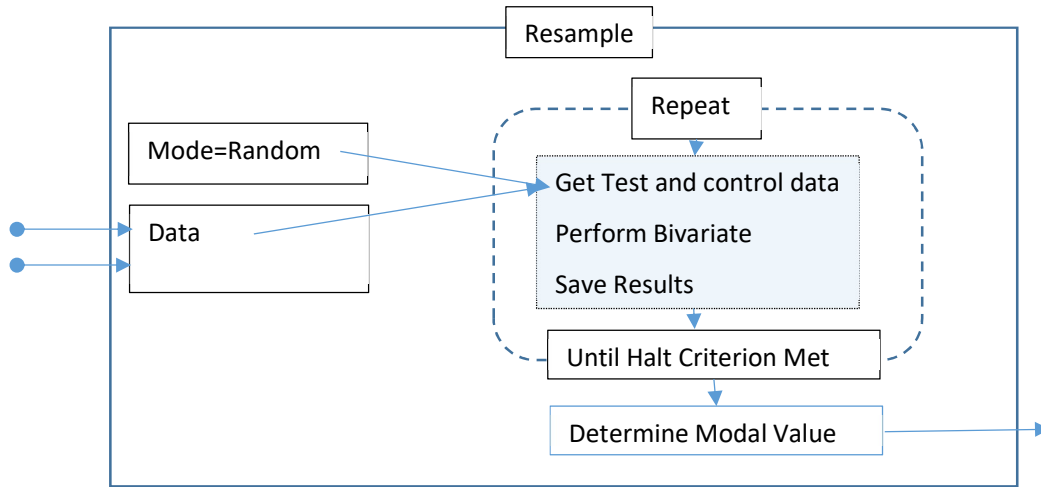 Resample
Repeat
Mode=Random
Get Test and control data
Data
Perform Bivariate
Save Results
Until Halt Criterion Met
Determine Modal Value